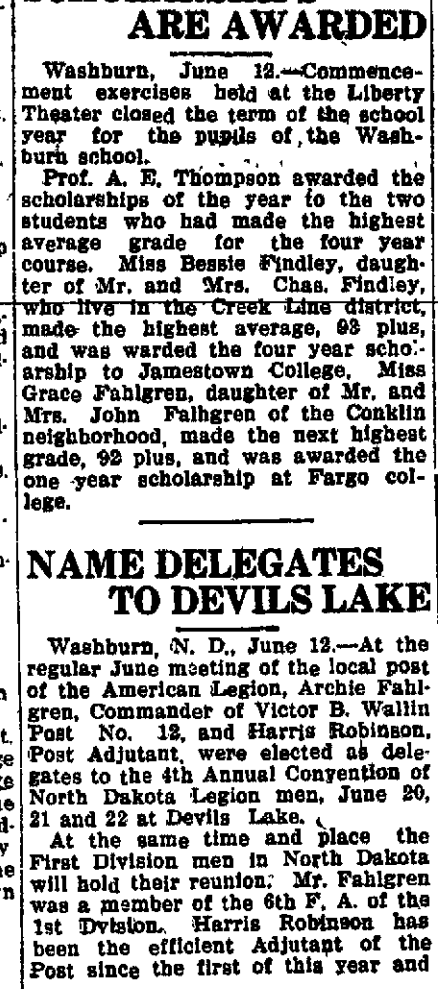 ARE AWARDED
Washburn, June 12.—Commence-
ment exercises held at the Liberty
Theater closed the term of the school
year for the pupils of the Wash-
burn school.
Prof. A. E. Thompson awarded the
scholarships of the year to the two
students who had made the highest
average grade for the four year
course. Miss Bessie Findley, daugh-
ter of Mr. and Mrs. Chas. Findley,
who live in the Creek Line district,
made the highest average, 93 plus,
and was warded the four year schol-
arship to Jamestown College. Miss
Grace Fahlgren, daughter of Mr. and
Mrs. John Falhgren of the Conklin
neighborhood, made the next highest
grade, 92 plus, and was awarded the
one year scholarship at Fargo col-
lege.
NAME DELEGATES
TO DEVILS LAKE
Washburn, N. D., June 12.—At the
regular June meeting of the local post
of the American Legion, Archie Fahl-
gren, Commander of Victor B. Wallin
Post No. 12, and Harris Robinson,
Post Adjutant, were elected as dele-
gates to the 4th Annual Convention of
North Dakota Legion men, June 20,
21 and 22 at Devils Lake.
At the same time and place the
First Division men in North Dakota
will hold their reunion. Mr. Fahlgren
was a member of the 6th F. A. of the
1st Dvision. Harris Robinson has
been the efficient Adjutant of the
Post since the first of this year and